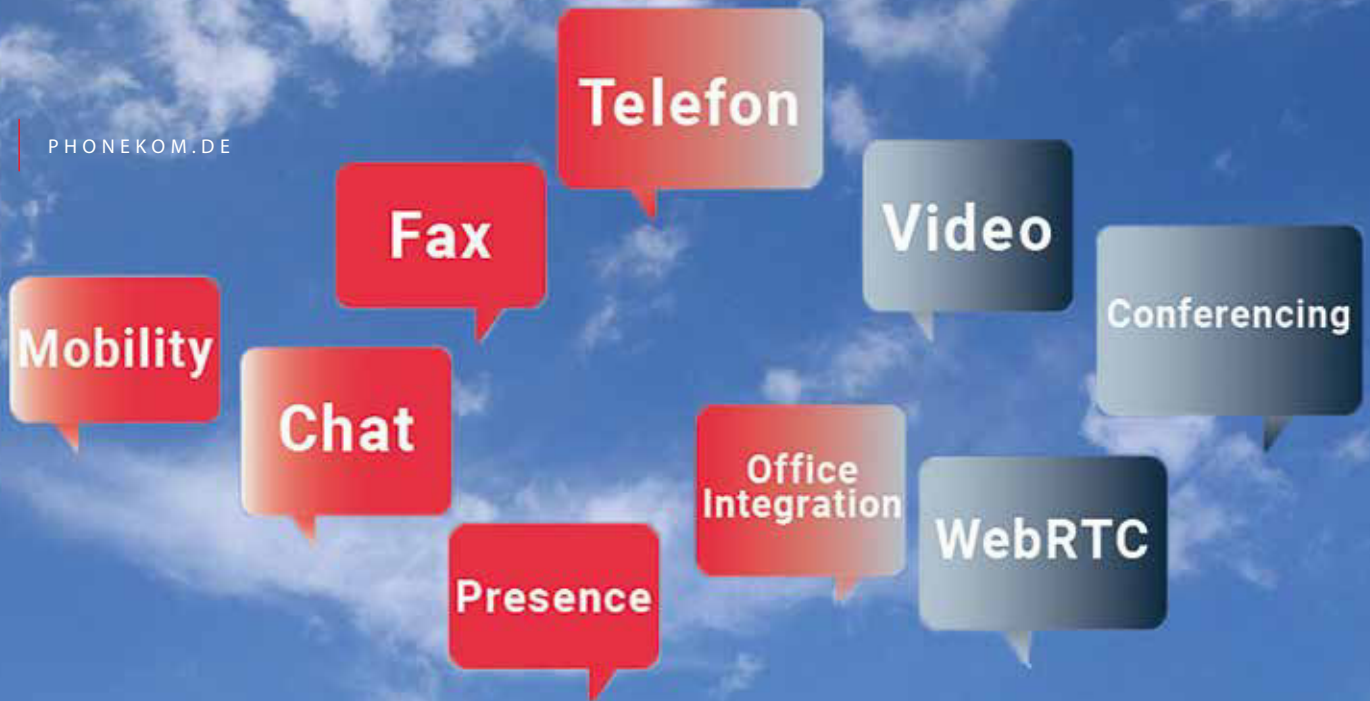 Telefon
PHONEKOM.DE
Fax
Video
Conferencing
Mobility
Chat
Office
Integration
WebRTC
Presence